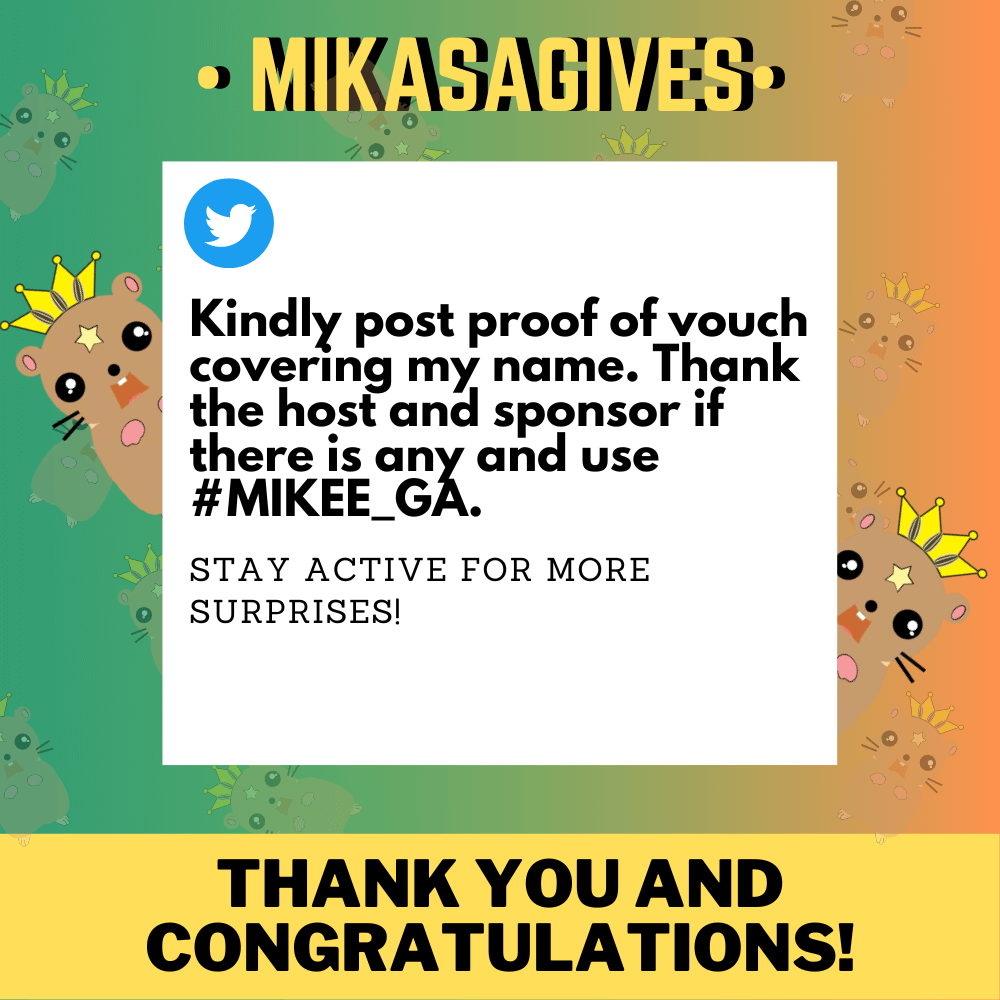 • MIKASAGIVES •
Kindly post proof of vouch
covering my name. Thank
the host and sponsor if
there is any and use
#MIKEE_GA.
STAY ACTIVE FOR MORE
SURPRISES!
THANK YOU AND
CONGRATULATIONS!